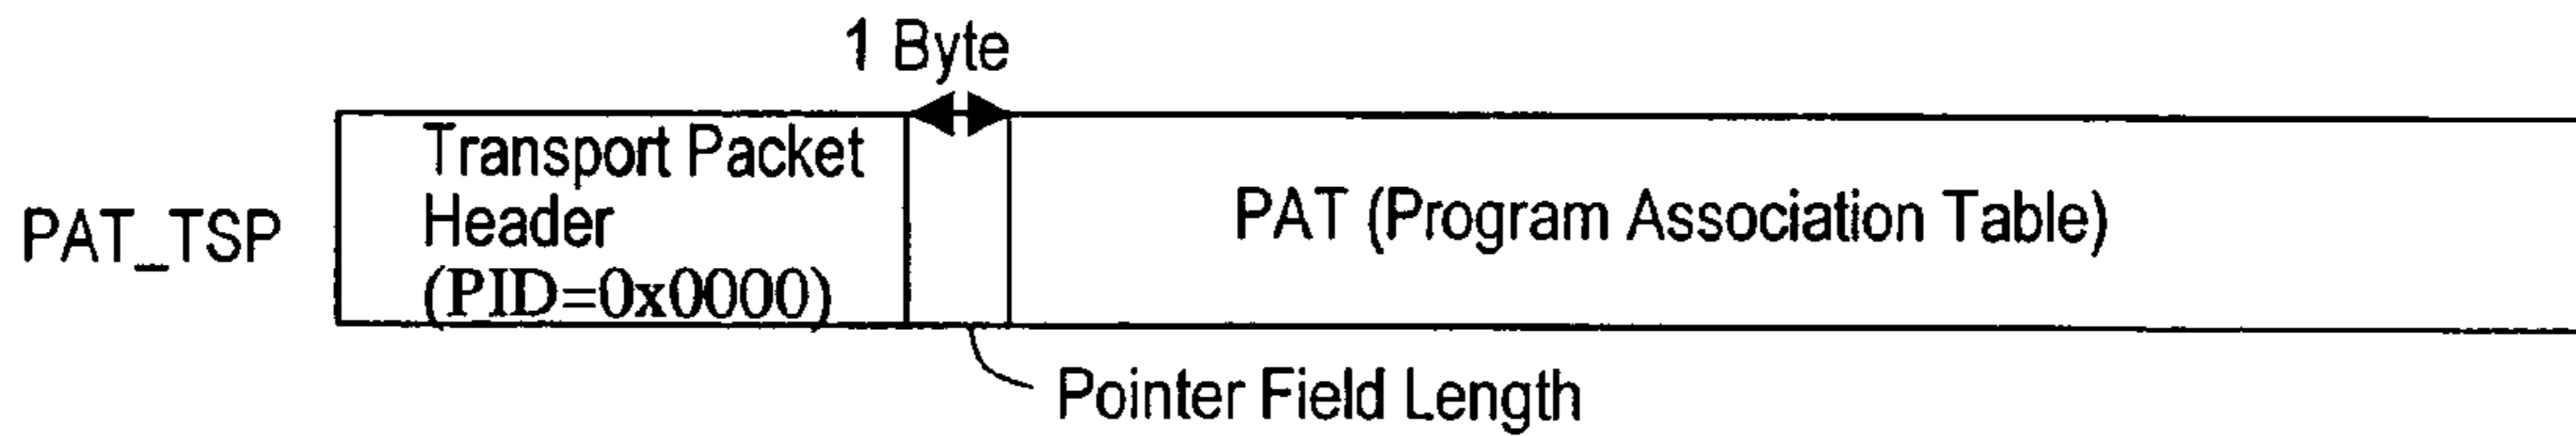 1 Byte
PAT_TSP
Transport Packet
Header
(PID=0x0000)
PAT (Program Association Table)
Pointer Field Length